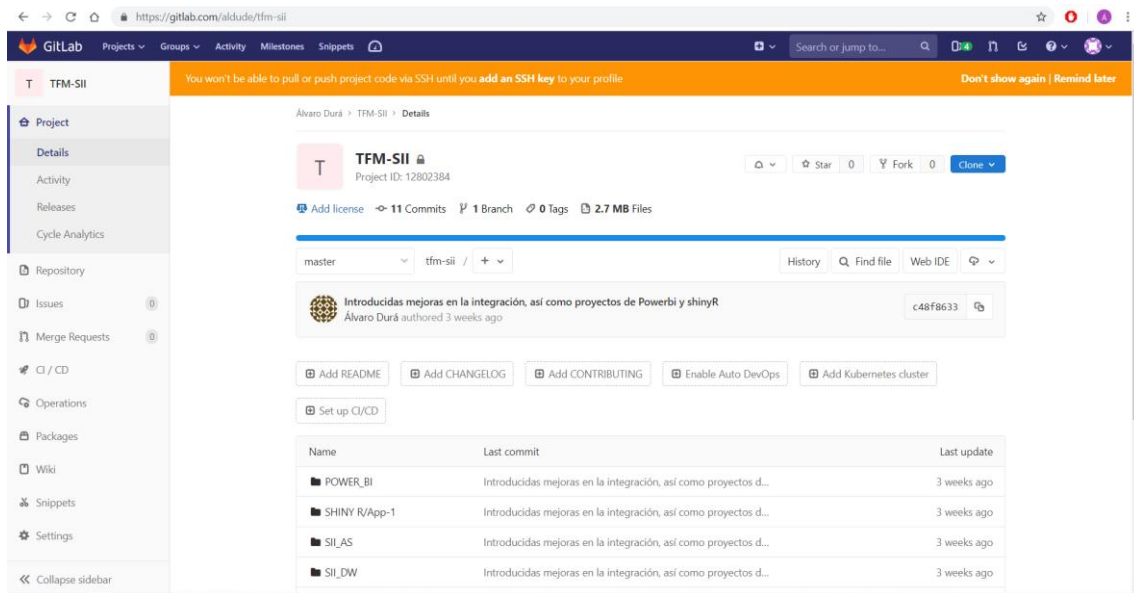 https://gitlab.com/aldude/tfm-sii
GitLab Projects Groups Activity Milestones Snippets Search or jump to... 4
T TFM-SII
You won't be able to pull or push project code via SSH until you add an SSH key to your profile Don't show again | Remind later
Project
Details
Activity
Releases
Cycle Analytics
Repository
Issues 0
Merge Requests 0
CI / CD
Operations
Packages
Wiki
Snippets
Settings
Collapse sidebar
Álvaro Durá > TFM-SII > Details
T
TFM-SII
Project ID: 12802384
Star 0 Fork 0 Clone
Add license 11 Commits 1 Branch 0 Tags 2.7 MB Files
master tfm-sii / + History Find file Web IDE
Introducidas mejoras en la integración, así como proyectos de Powerbi y shinyR
Álvaro Durá authored 3 weeks ago
c48f8633
Add README Add CHANGELOG Add CONTRIBUTING Enable Auto DevOps Add Kubernetes cluster
Set up CI/CD
Name Last commit Last update
POWER_BI Introducidas mejoras en la integración, así como proyectos d... 3 weeks ago
SHINY R/App-1 Introducidas mejoras en la integración, así como proyectos d... 3 weeks ago
SII_AS Introducidas mejoras en la integración, así como proyectos d... 3 weeks ago
SII_DW Introducidas mejoras en la integración, así como proyectos d... 3 weeks ago